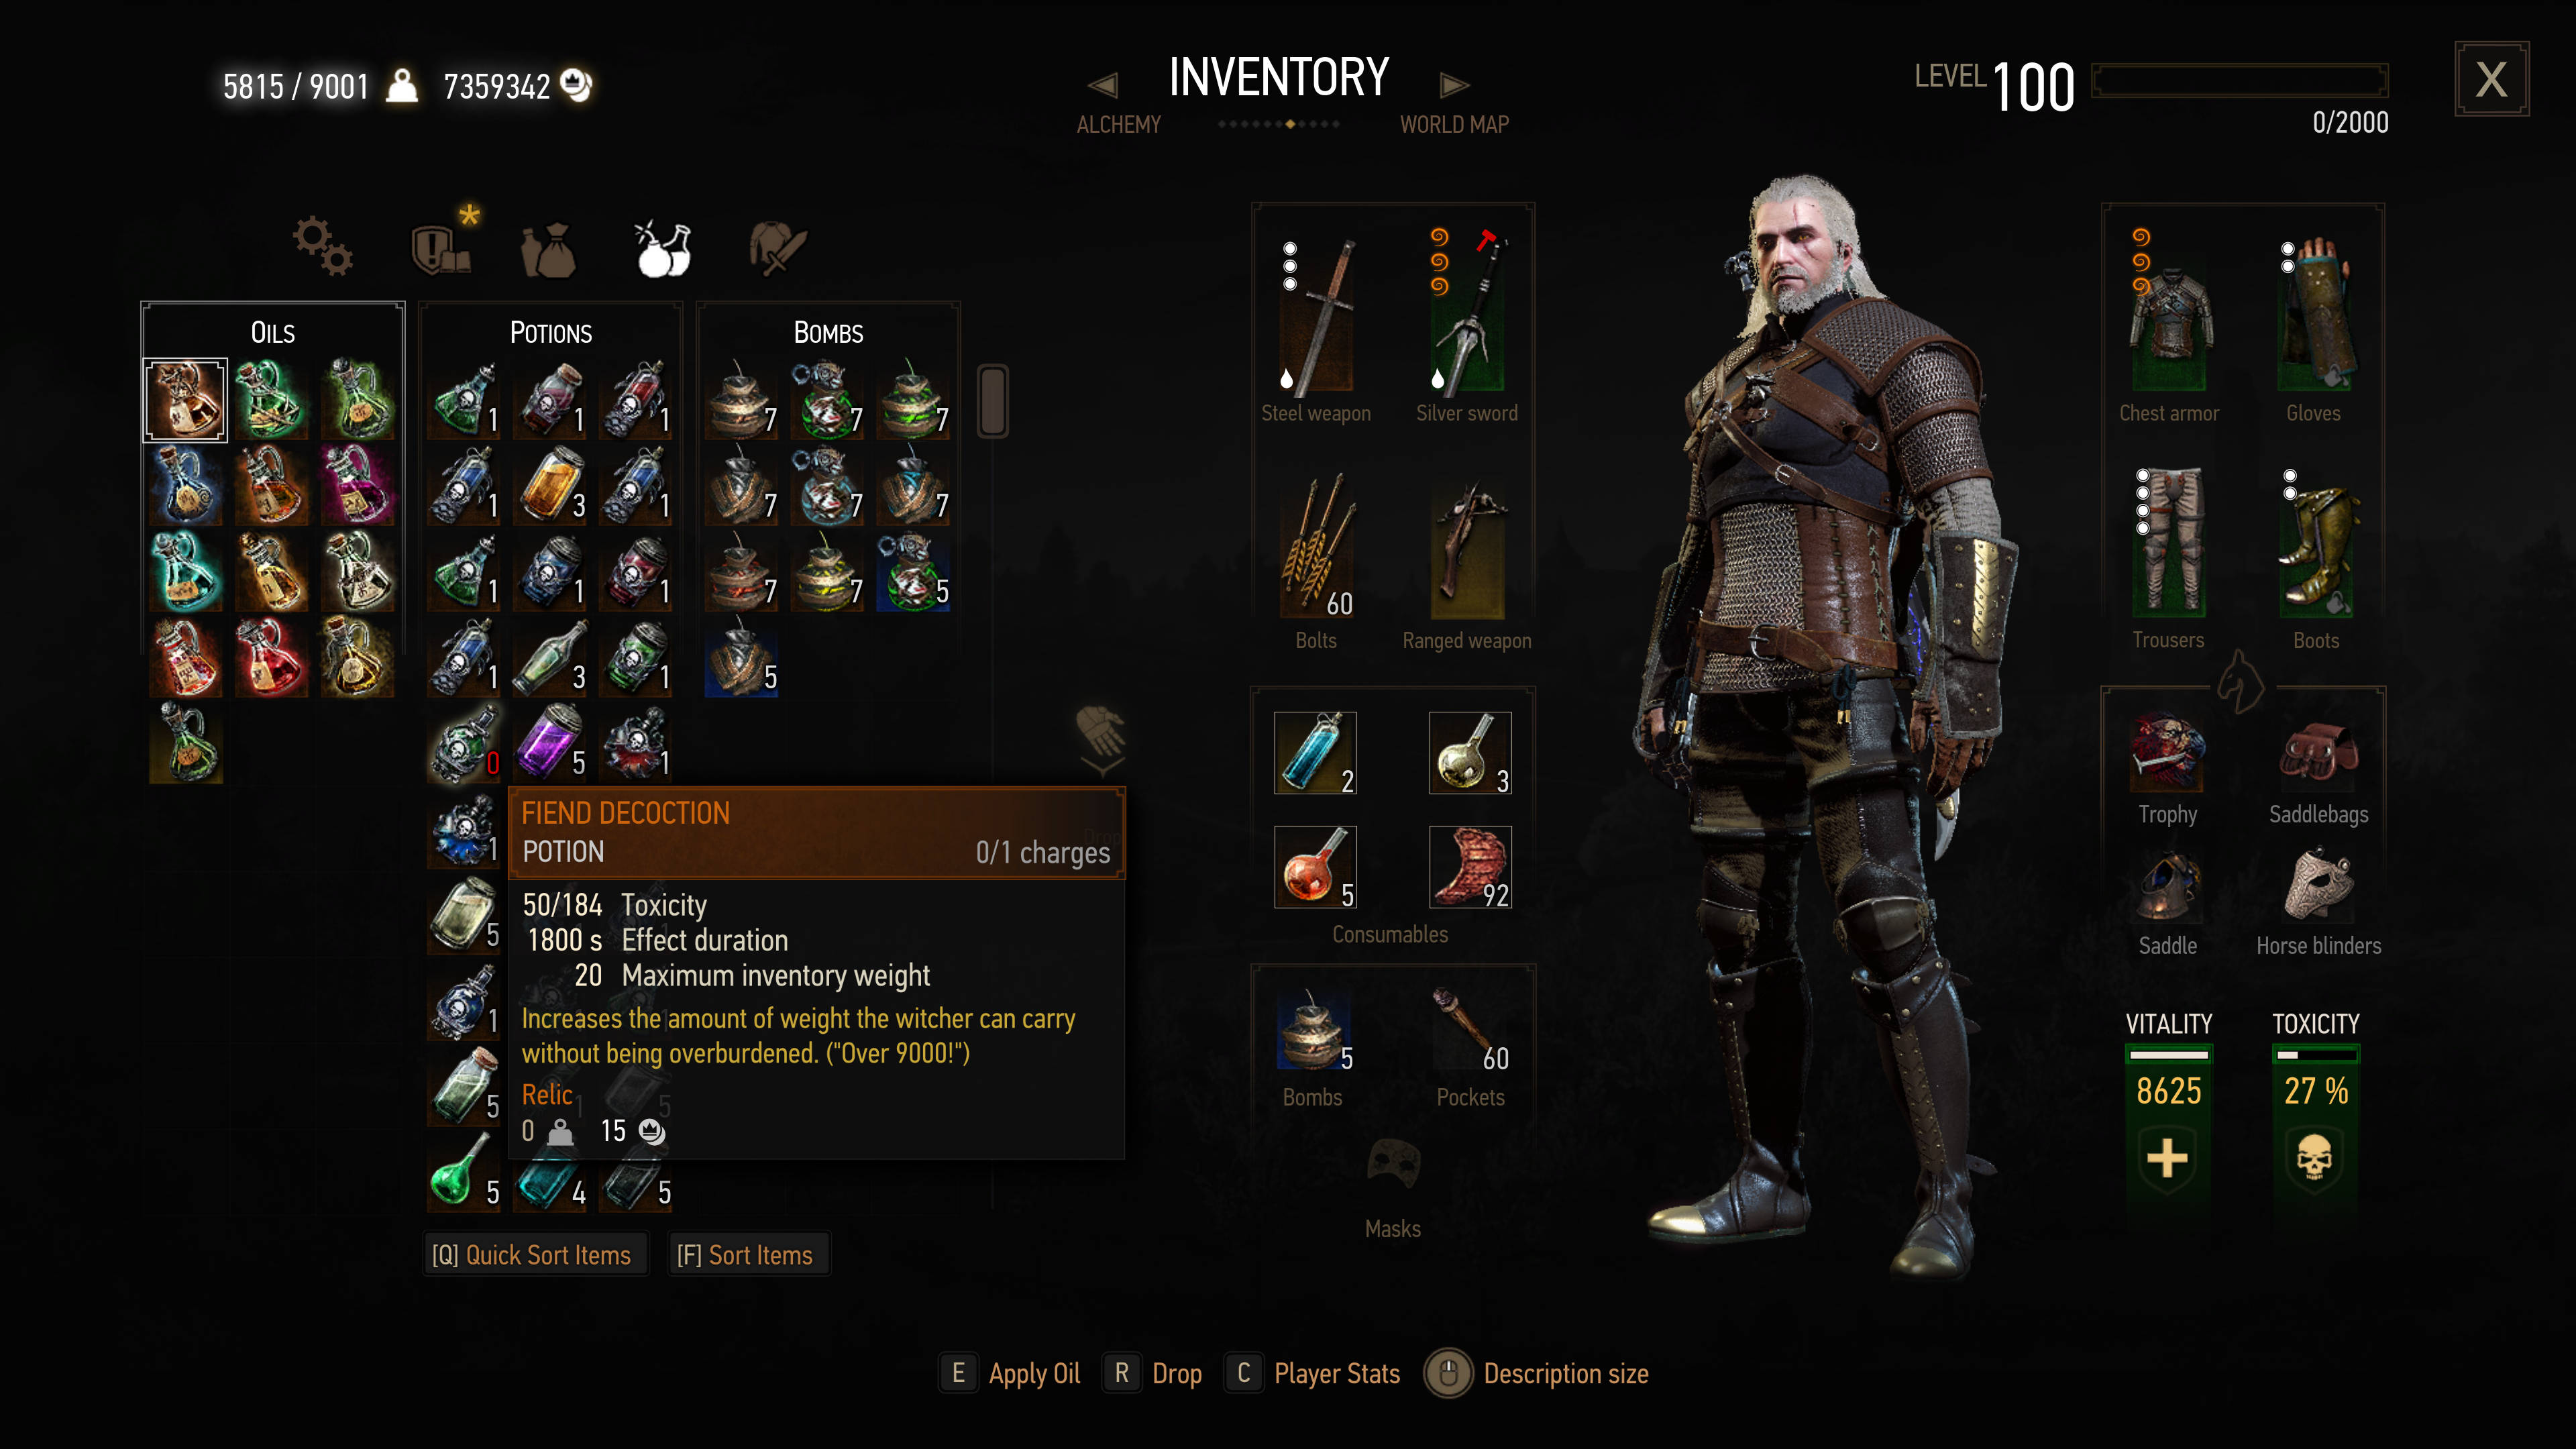 5815 / 9001 7359342
INVENTORY
ALCHEMY
WORLD MAP
LEVEL 100
0/2000
X
OILS
POTIONS
1 1 1
1 3 1
1 1 1
1 3 1
0 5 1
1
5
1
5
5 4 5
BOMBS
7 7 7
7 7 7
7 7 5
5
FIEND DECOCTION
POTION 0/1 charges
50/184 Toxicity
1800 s Effect duration
20 Maximum inventory weight
Increases the amount of weight the witcher can carry
without being overburdened. ("Over 9000!")
Relic
0 15
[Q] Quick Sort Items [F] Sort Items
Steel weapon Silver sword
60
Bolts Ranged weapon
2 3
5 92
Consumables
5 60
Bombs Pockets
Masks
Chest armor Gloves
Trousers Boots
Trophy Saddlebags
Saddle Horse blinders
VITALITY TOXICITY
8625 27 %
E Apply Oil R Drop C Player Stats Description size